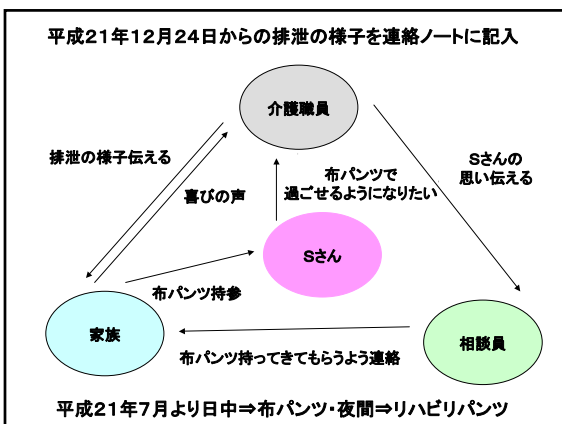 平成21年12月24日からの排泄の様子を連絡ノートに記入
介護職員
排泄の様子伝える
喜びの声
布パンツで
過ごせるようになりたい
Sさんの
思い伝える
Sさん
布パンツ持参
家族
相談員
布パンツ持ってきてもらうよう連絡
平成21年7月より日中⇒布パンツ・夜間⇒リハビリパンツ